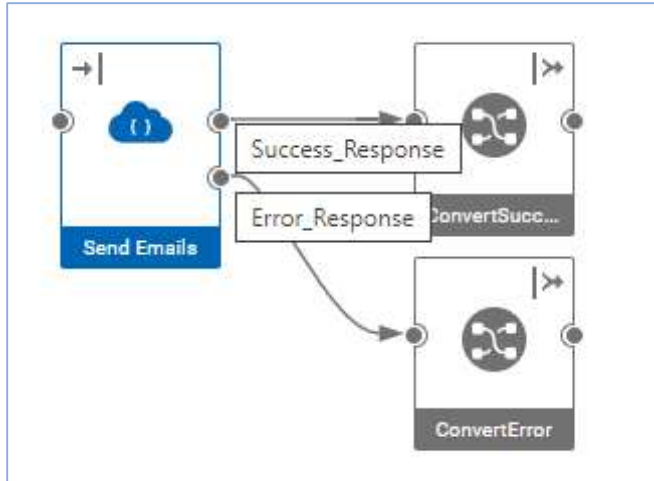 Success_Response
Error_Response
ConvertSucc...
Send Emails
ConvertError